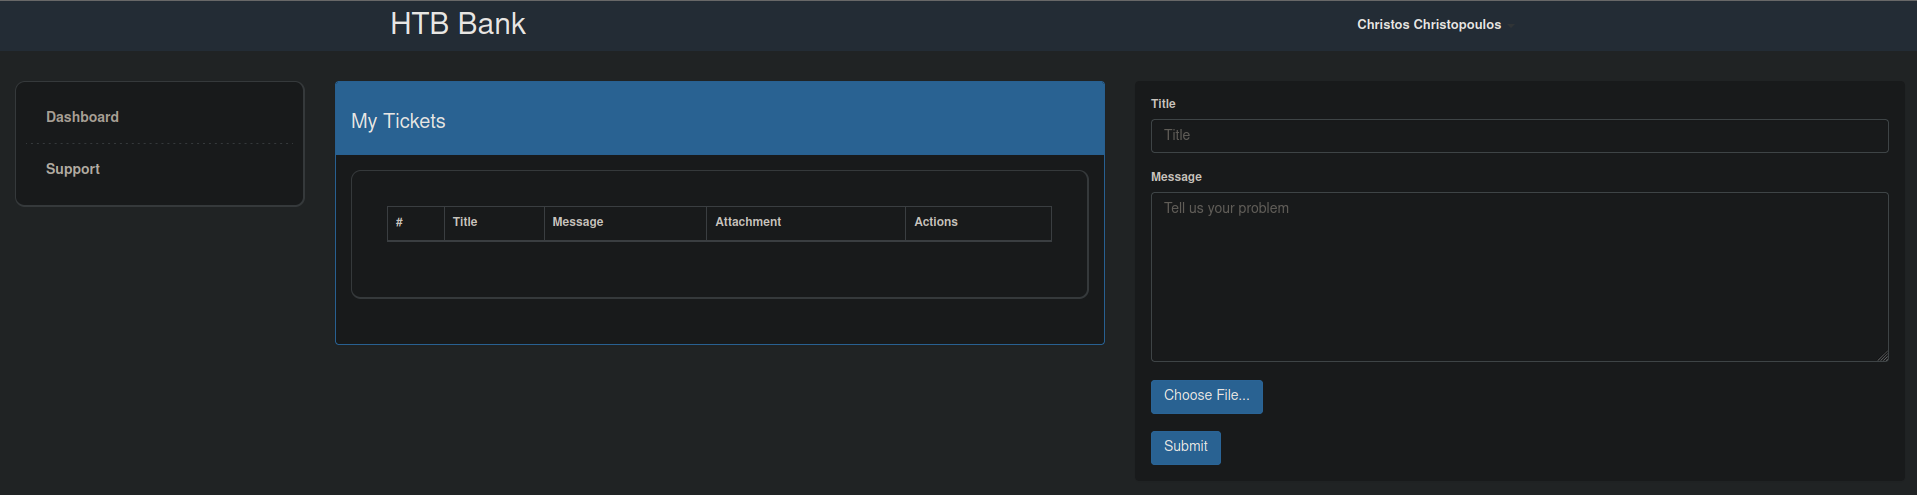 HTB Bank
Christos Christopoulos
Dashboard
Support
My Tickets
# Title Message Attachment Actions
Title
Title
Message
Tell us your problem
Choose File...
Submit